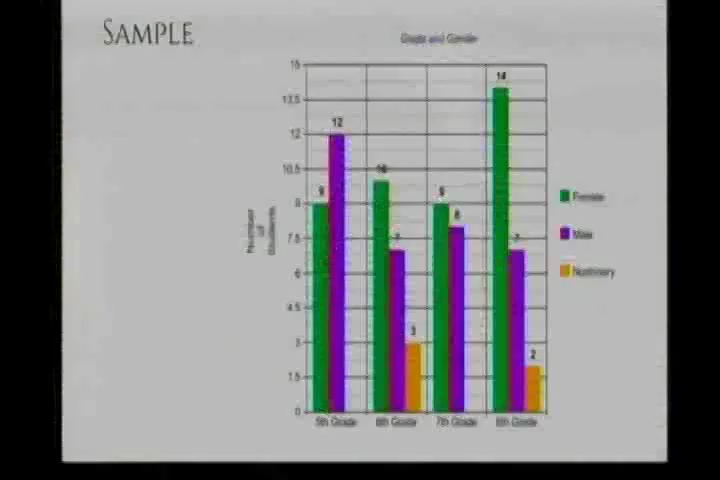 SAMPLE
Grade and Gender
15
13.5
12
10.5
9
7.5
6
4.5
3
1.5
0
Number
of
Students
9
12
10
7
3
9
8
14
7
2
5th Grade
6th Grade
7th Grade
8th Grade
Female
Male
Nonbinary